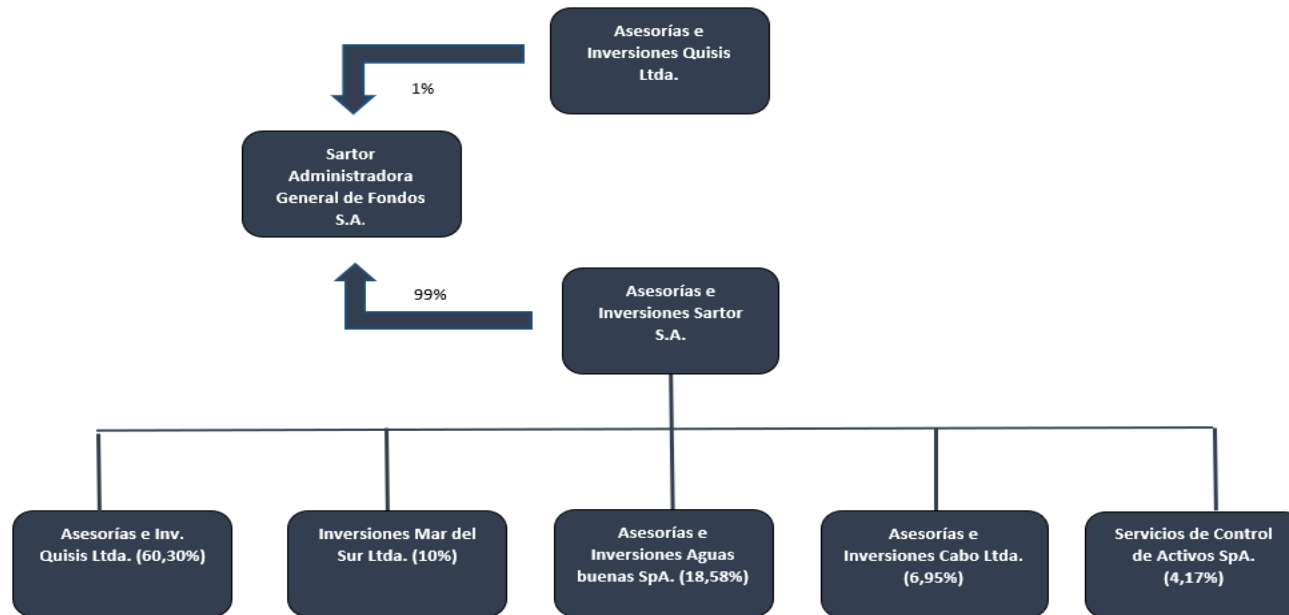 Asesorías e
Inversiones Quisis
Ltda.
1%
Sartor
Administradora
General de Fondos
S.A.
99%
Asesorías e
Inversiones Sartor
S.A.
Asesorías e Inv.
Quisis Ltda. (60,30%)
Inversiones Mar del
Sur Ltda. (10%)
Asesorías e
Inversiones Aguas
buenas SpA. (18,58%)
Asesorías e
Inversiones Cabo Ltda.
(6,95%)
Servicios de Control
de Activos SpA.
(4,17%)